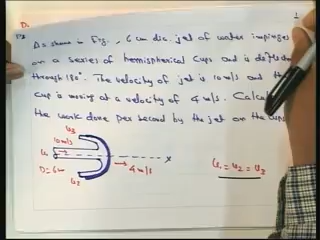 1
As shown in Fig., 6 cm dia. jet of water impinges
on a series of hemispherical cups and is deflected
through 180°. The velocity of jet is 10 m/s and the
cup is moving at a velocity of 4 m/s. Calcu
the work done per second by the jet on the cups
u3
10 m/s
u1
4 m/s
x
D = 6 cm
u2
u1 = u2 = u3